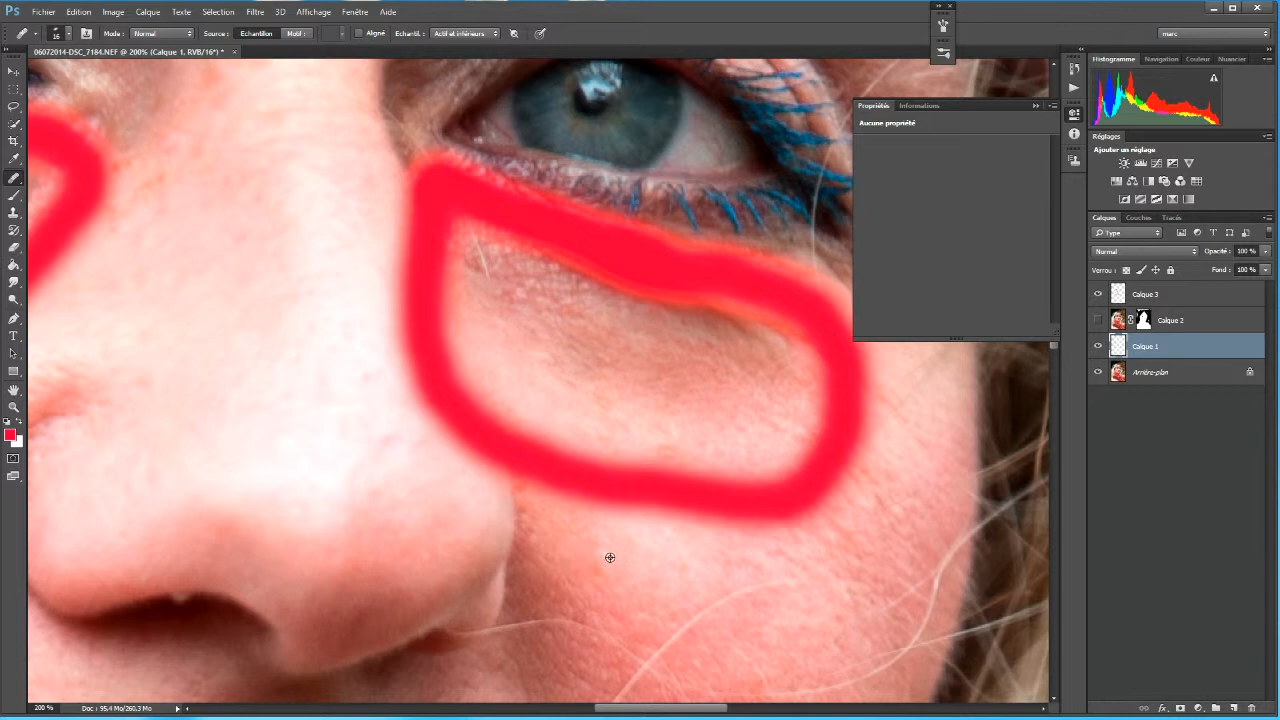 Ps Fichier Edition Image Calque Texte Sélection Filtre 3D Affichage Fenêtre Aide
16 Mode : Normal Source : Echantillon Motif : Aligné Echantil. : Actif et inférieurs marc
06072014-DSC_7184.NEF @ 200% (Calque 1, RVB/16*) * ×
Histogramme Navigation Couleur Nuancier
Propriétés Informations
Aucune propriété
Réglages
Ajouter un réglage
Calques Couches Tracés
Type
Normal Opacité : 100 %
Verrou : Fond : 100 %
Calque 3
Calque 2
Calque 1
Arrière-plan
200 % Doc : 95,4 Mo/260,3 Mo